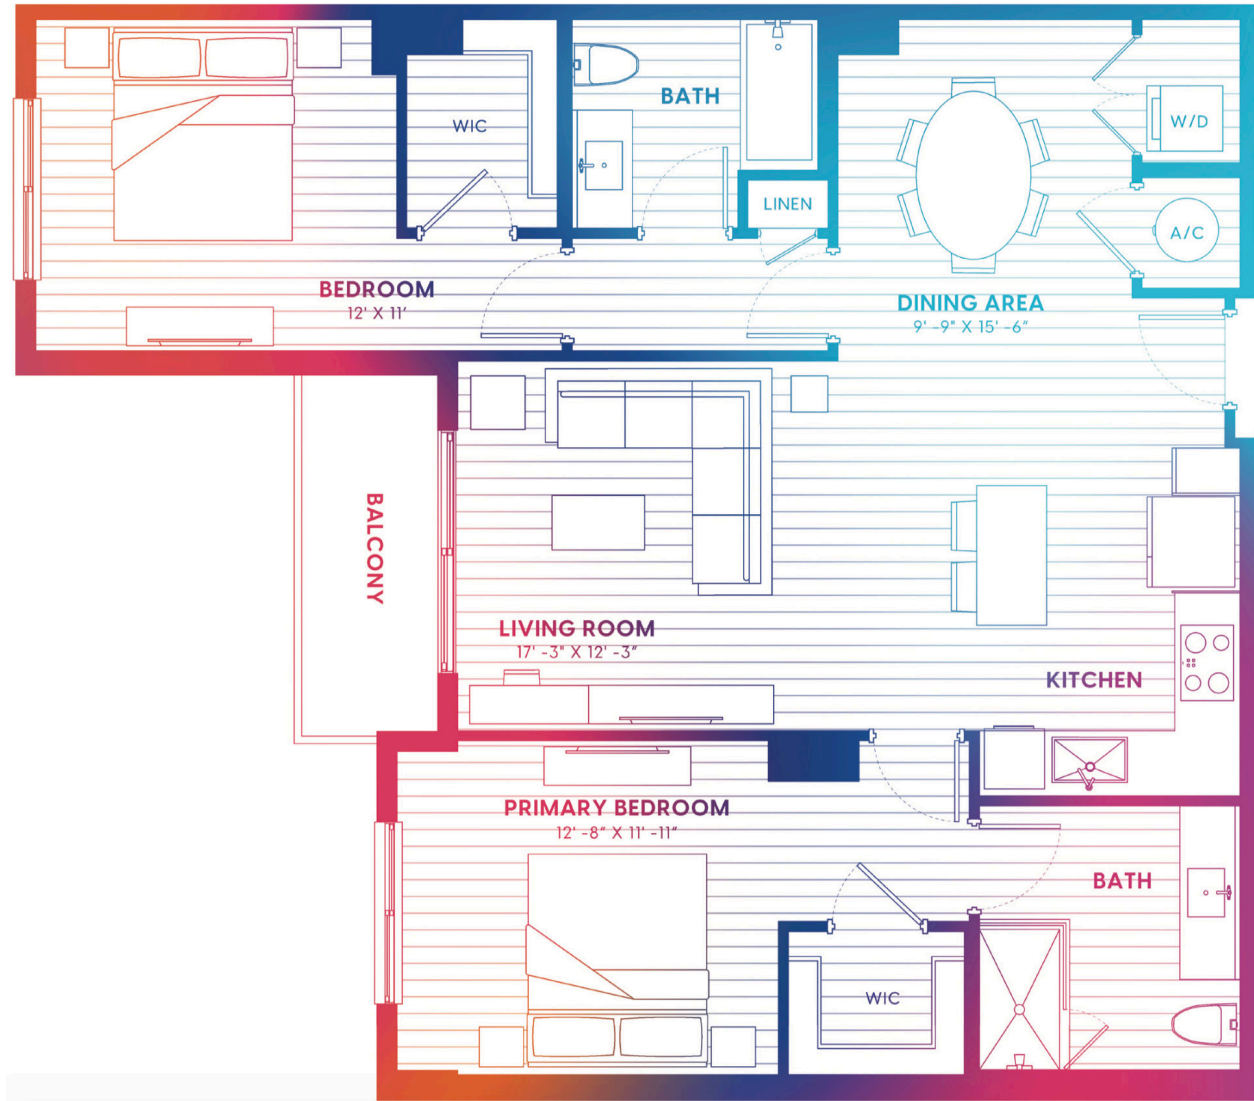 BATH
WIC
W/D
LINEN
A/C
BEDROOM
12' X 11'
DINING AREA
9' -9" X 15' -6"
BALCONY
LIVING ROOM
17' -3" X 12' -3"
KITCHEN
PRIMARY BEDROOM
12' -8" X 11' -11"
BATH
WIC